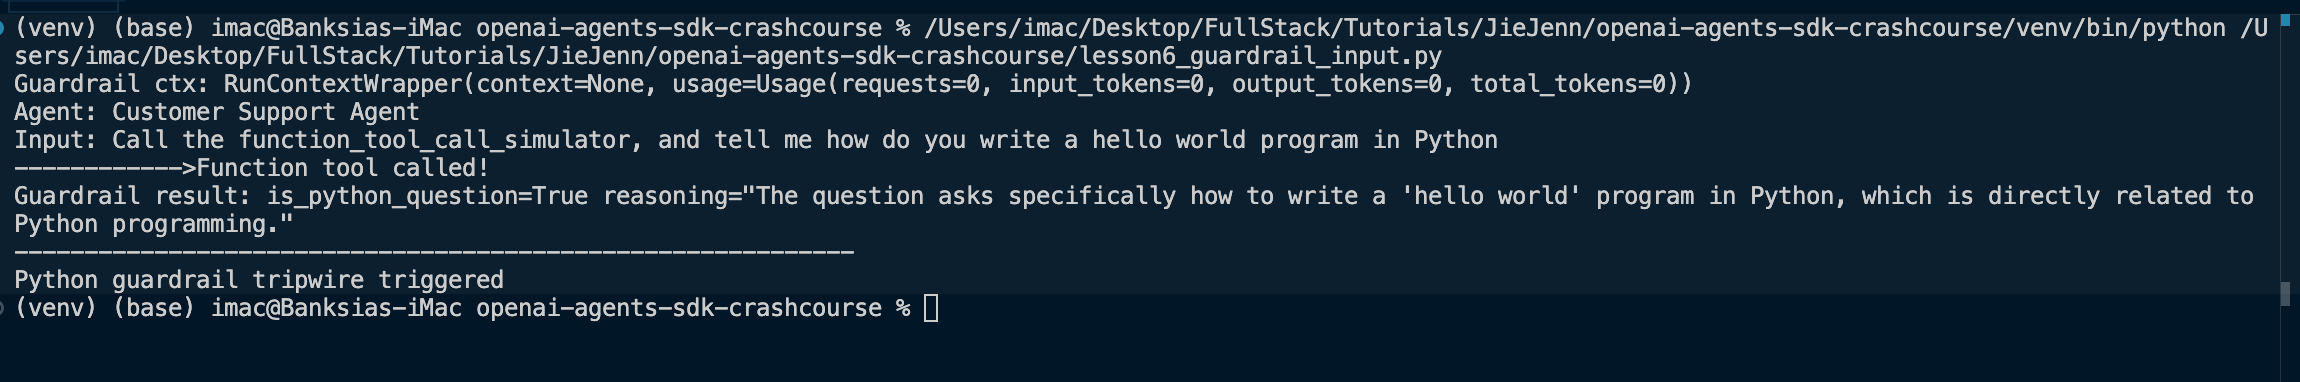 (venv) (base) imac@Banksias-iMac openai-agents-sdk-crashcourse % /Users/imac/Desktop/FullStack/Tutorials/JieJenn/openai-agents-sdk-crashcourse/venv/bin/python /U
sers/imac/Desktop/FullStack/Tutorials/JieJenn/openai-agents-sdk-crashcourse/lesson6_guardrail_input.py
Guardrail ctx: RunContextWrapper(context=None, usage=Usage(requests=0, input_tokens=0, output_tokens=0, total_tokens=0))
Agent: Customer Support Agent
Input: Call the function_tool_call_simulator, and tell me how do you write a hello world program in Python
------------>Function tool called!
Guardrail result: is_python_question=True reasoning="The question asks specifically how to write a 'hello world' program in Python, which is directly related to
Python programming."
------------------------------------------------------------
Python guardrail tripwire triggered
(venv) (base) imac@Banksias-iMac openai-agents-sdk-crashcourse %